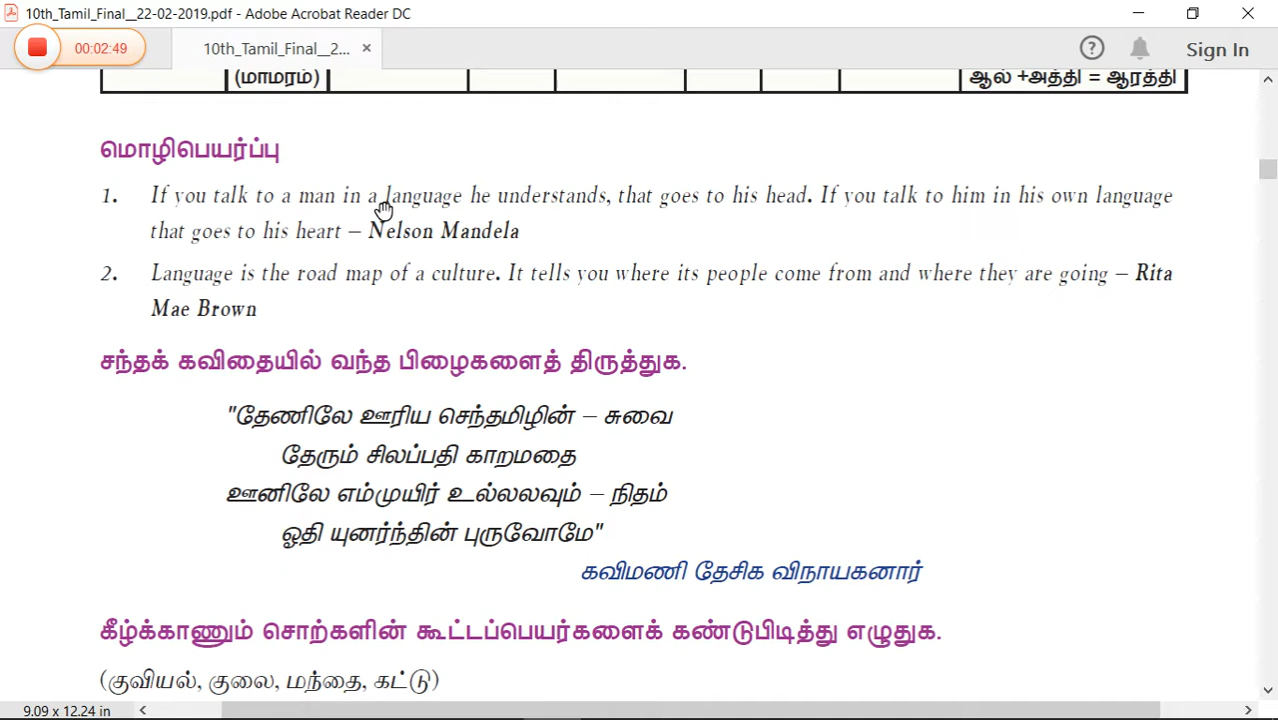 10th_Tamil_Final__22-02-2019.pdf - Adobe Acrobat Reader DC
00:02:49
10th_Tamil_Final__2...
Sign In
(மாமரம்) ஆல் +அத்தி = ஆரத்தி
மொழிபெயர்ப்பு
1. If you talk to a man in a language he understands, that goes to his head. If you talk to him in his own language
that goes to his heart – Nelson Mandela
2. Language is the road map of a culture. It tells you where its people come from and where they are going – Rita
Mae Brown
சந்தக் கவிதையில் வந்த பிழைகளைத் திருத்துக.
"தேணிலே ஊரிய செந்தமிழின் – சுவை
தேரும் சிலப்பதி காறமதை
ஊனிலே எம்முயிர் உல்லலவும் – நிதம்
ஓதி யுனர்ந்தின் புருவோமே"
கவிமணி தேசிக விநாயகனார்
கீழ்க்காணும் சொற்களின் கூட்டப்பெயர்களைக் கண்டுபிடித்து எழுதுக.
(குவியல், குலை, மந்தை, கட்டு)
9.09 x 12.24 in